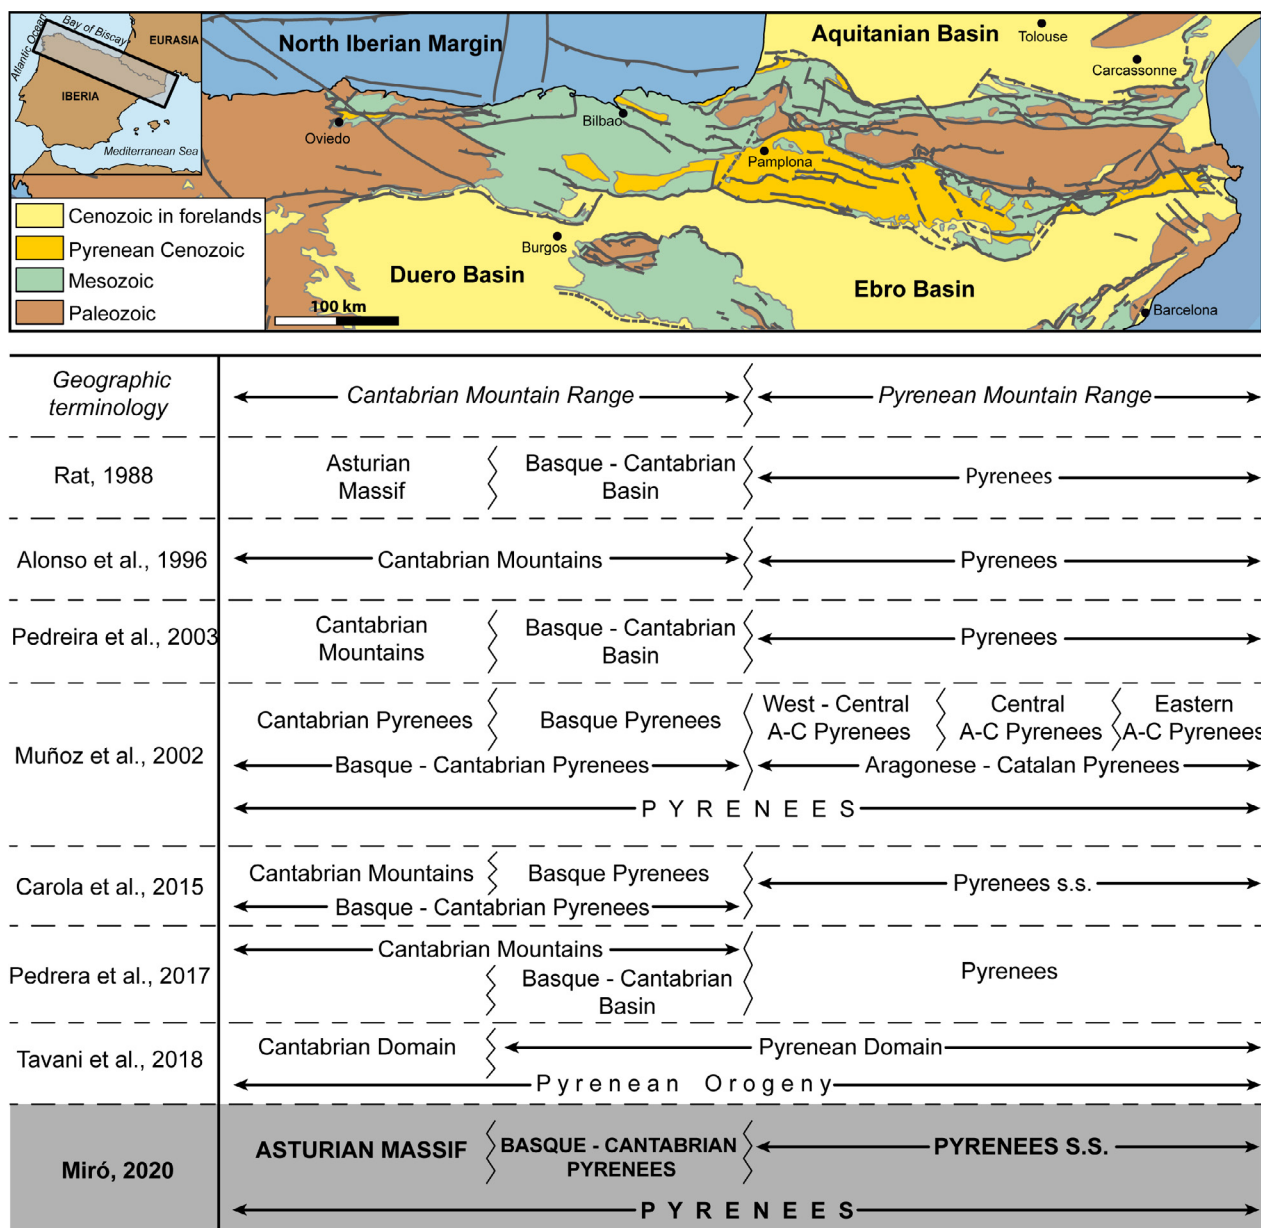 Atlantic Ocean
Bay of Biscay
EURASIA
IBERIA
Mediterranean Sea
North Iberian Margin
Aquitanian Basin
Tolouse
Carcassonne
Oviedo
Bilbao
Pamplona
Burgos
Duero Basin
Ebro Basin
Barcelona
Cenozoic in forelands
Pyrenean Cenozoic
Mesozoic
Paleozoic
100 km
Geographic
terminology
Cantabrian Mountain Range
Pyrenean Mountain Range
Rat, 1988
Asturian
Massif
Basque - Cantabrian
Basin
Pyrenees
Alonso et al., 1996
Cantabrian Mountains
Pyrenees
Pedreira et al., 2003
Cantabrian
Mountains
Basque - Cantabrian
Basin
Pyrenees
Muñoz et al., 2002
Cantabrian Pyrenees
Basque Pyrenees
West - Central
A-C Pyrenees
Central
A-C Pyrenees
Eastern
A-C Pyrenees
Basque - Cantabrian Pyrenees
Aragonese - Catalan Pyrenees
P Y R E N E E S
Carola et al., 2015
Cantabrian Mountains
Basque Pyrenees
Basque - Cantabrian Pyrenees
Pyrenees s.s.
Pedrera et al., 2017
Cantabrian Mountains
Basque - Cantabrian
Basin
Pyrenees
Tavani et al., 2018
Cantabrian Domain
Pyrenean Domain
Pyrenean Orogeny
Miró, 2020
ASTURIAN MASSIF
BASQUE - CANTABRIAN
PYRENEES
PYRENEES S.S.
P Y R E N E E S